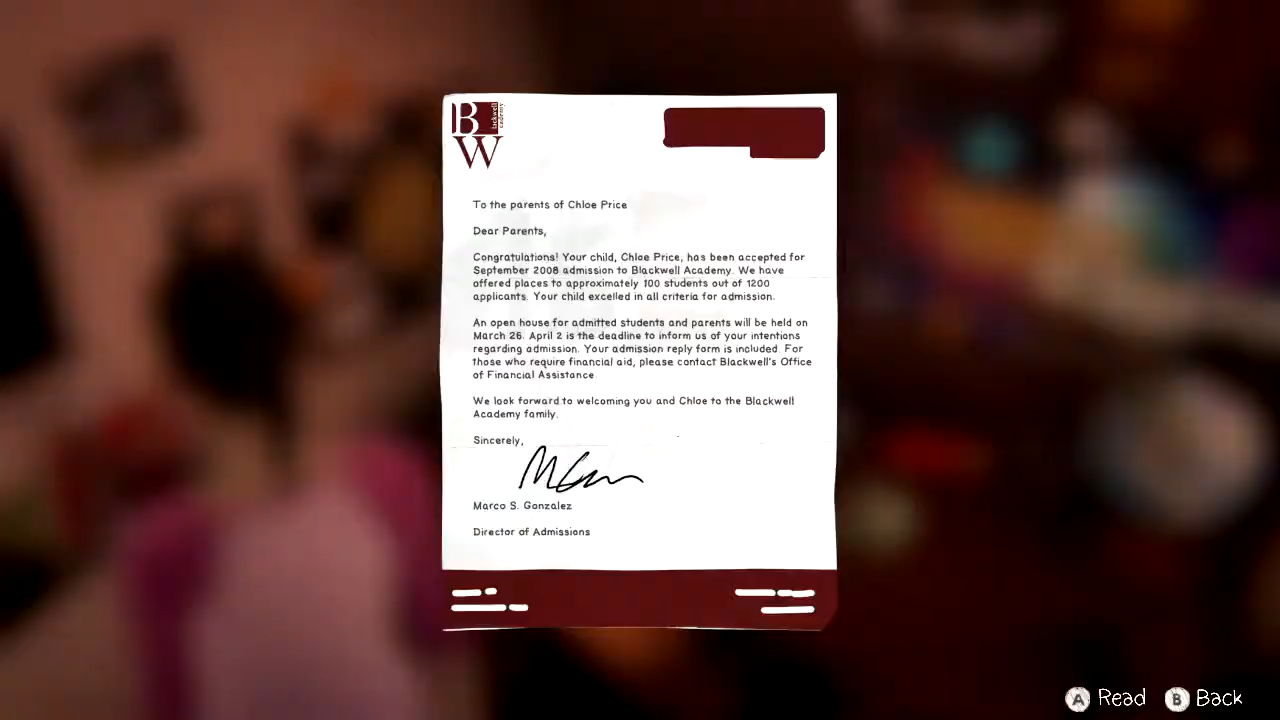 BW
To the parents of Chloe Price
Dear Parents,
Congratulations! Your child, Chloe Price, has been accepted for
September 2008 admission to Blackwell Academy. We have
offered places to approximately 100 students out of 1200
applicants. Your child excelled in all criteria for admission.
An open house for admitted students and parents will be held on
March 26. April 2 is the deadline to inform us of your intentions
regarding admission. Your admission reply form is included. For
those who require financial aid, please contact Blackwell's Office
of Financial Assistance
We look forward to welcoming you and Chloe to the Blackwell
Academy family.
Sincerely,
Marco S. Gonzalez
Director of Admissions
A Read B Back